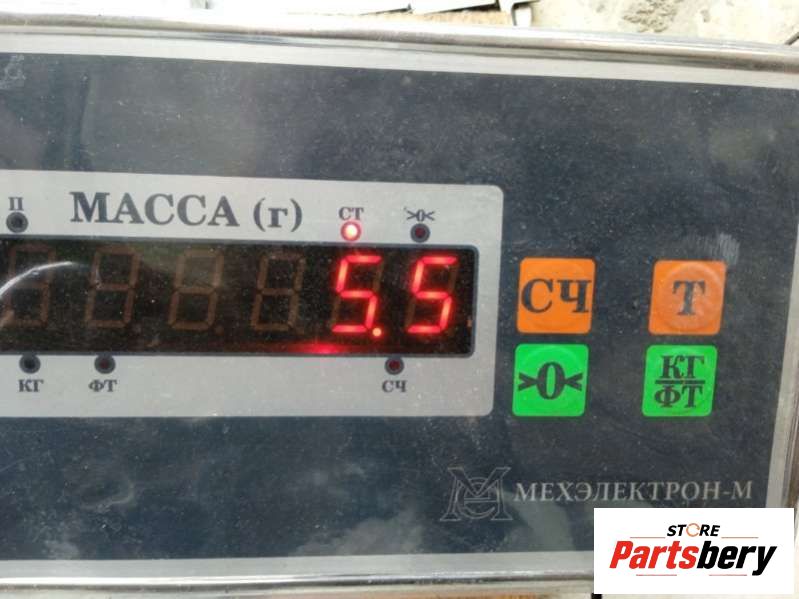 П МАССА (г) СТ >0<
5.5
КГ ФТ СЧ
СЧ Т
>0< КГ/ФТ
МЕХЭЛЕКТРОН-М
STORE
Partsbery